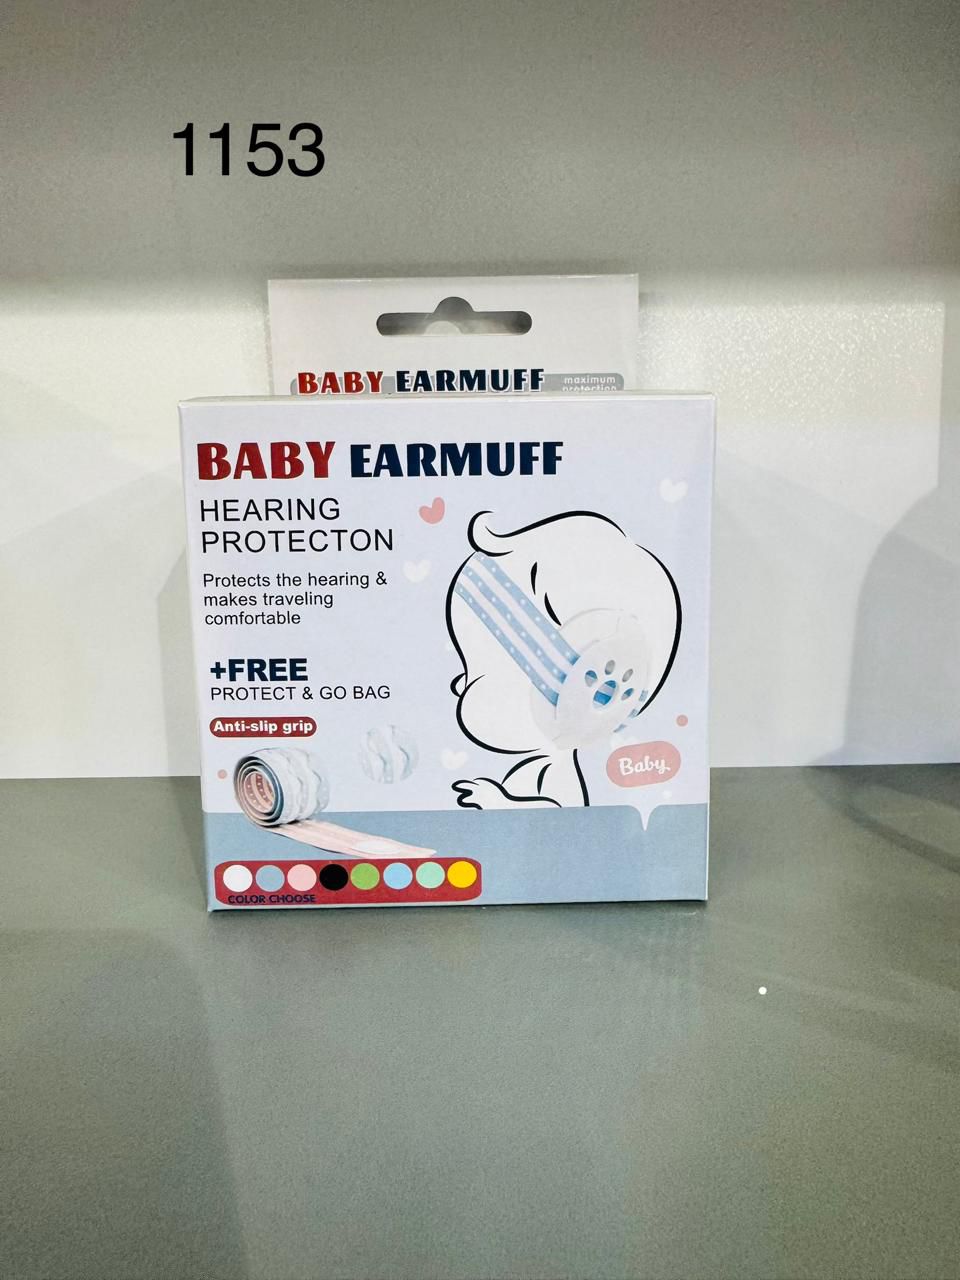 1153
BABY EARMUFF
maximum
protection
BABY EARMUFF
HEARING
PROTECTON
Protects the hearing &
makes traveling
comfortable
+FREE
PROTECT & GO BAG
Anti-slip grip
Baby
COLOR CHOOSE